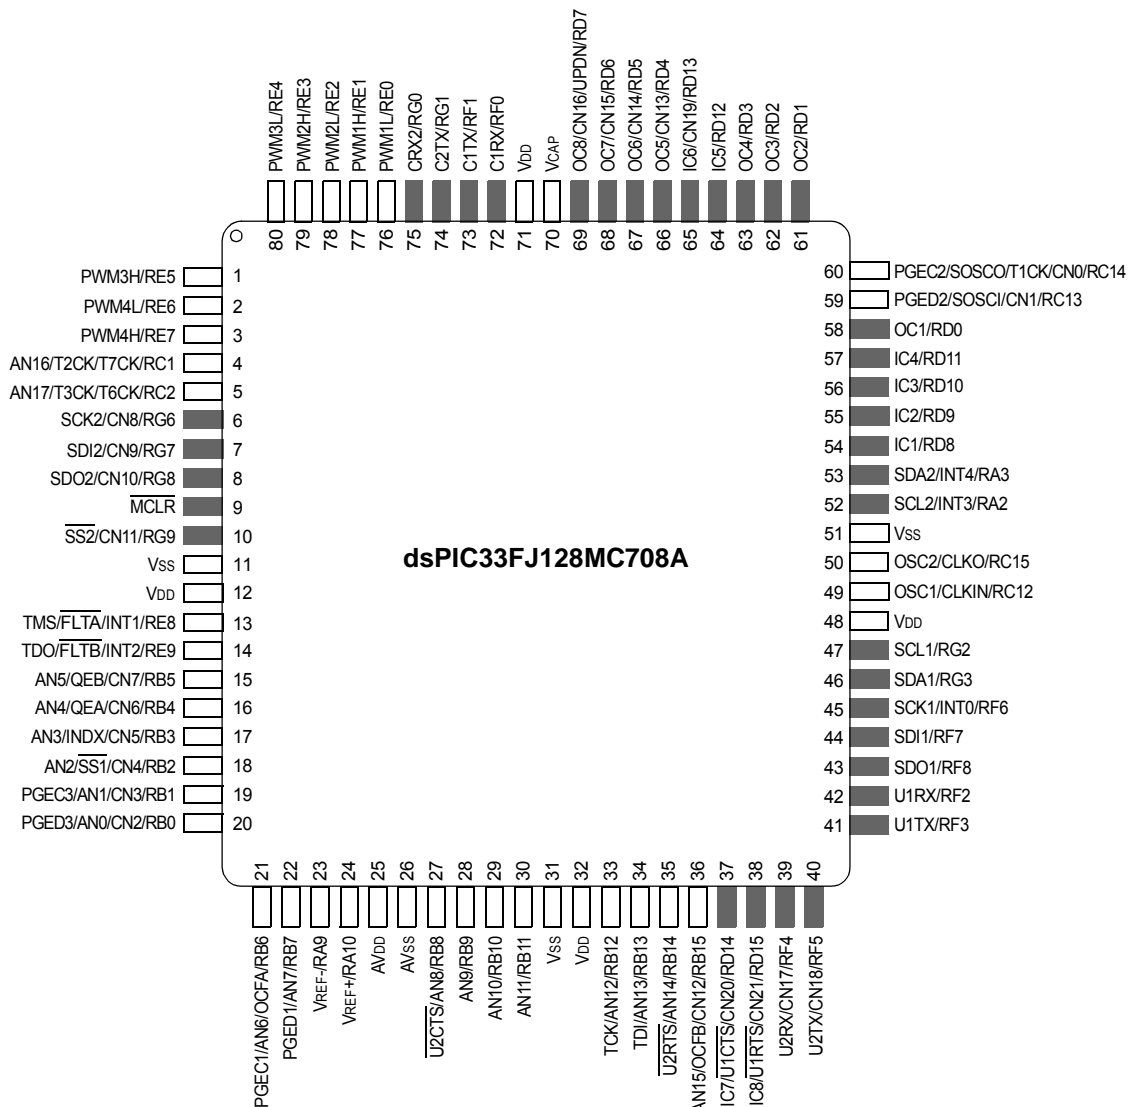 PWM3L/RE4
PWM2H/RE3
PWM2L/RE2
PWM1H/RE1
PWM1L/RE0
CRX2/RG0
C2TX/RG1
C1TX/RF1
C1RX/RF0
VDD
VCAP
OC8/CN16/UPDN/RD7
OC7/CN15/RD6
OC6/CN14/RD5
OC5/CN13/RD4
IC6/CN19/RD13
IC5/RD12
OC4/RD3
OC3/RD2
OC2/RD1
80
79
78
77
76
75
74
73
72
71
70
69
68
67
66
65
64
63
62
61
PWM3H/RE5 1
PWM4L/RE6 2
PWM4H/RE7 3
AN16/T2CK/T7CK/RC1 4
AN17/T3CK/T6CK/RC2 5
SCK2/CN8/RG6 6
SDI2/CN9/RG7 7
SDO2/CN10/RG8 8
MCLR 9
SS2/CN11/RG9 10
VSS 11
VDD 12
TMS/FLTA/INT1/RE8 13
TDO/FLTB/INT2/RE9 14
AN5/QEB/CN7/RB5 15
AN4/QEA/CN6/RB4 16
AN3/INDX/CN5/RB3 17
AN2/SS1/CN4/RB2 18
PGEC3/AN1/CN3/RB1 19
PGED3/AN0/CN2/RB0 20
dsPIC33FJ128MC708A
60 PGEC2/SOSCO/T1CK/CN0/RC14
59 PGED2/SOSCI/CN1/RC13
58 OC1/RD0
57 IC4/RD11
56 IC3/RD10
55 IC2/RD9
54 IC1/RD8
53 SDA2/INT4/RA3
52 SCL2/INT3/RA2
51 VSS
50 OSC2/CLKO/RC15
49 OSC1/CLKIN/RC12
48 VDD
47 SCL1/RG2
46 SDA1/RG3
45 SCK1/INT0/RF6
44 SDI1/RF7
43 SDO1/RF8
42 U1RX/RF2
41 U1TX/RF3
21
22
23
24
25
26
27
28
29
30
31
32
33
34
35
36
37
38
39
40
PGEC1/AN6/OCFA/RB6
PGED1/AN7/RB7
VREF-/RA9
VREF+/RA10
AVDD
AVSS
U2CTS/AN8/RB8
AN9/RB9
AN10/RB10
AN11/RB11
VSS
VDD
TCK/AN12/RB12
TDI/AN13/RB13
U2RTS/AN14/RB14
AN15/OCFB/CN12/RB15
IC7/U1CTS/CN20/RD14
IC8/U1RTS/CN21/RD15
U2RX/CN17/RF4
U2TX/CN18/RF5